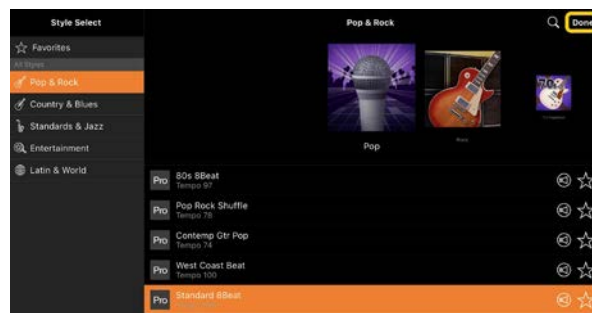 Style Select
Pop & Rock
Done
Favorites
All Styles
Pop & Rock
Country & Blues
Standards & Jazz
Entertainment
Latin & World
70s
Pop
Rock
Pro
80s 8Beat
Tempo 97
Pro
Pop Rock Shuffle
Tempo 78
Pro
Contemp Gtr Pop
Tempo 74
Pro
West Coast Beat
Tempo 100
Pro
Standard 8Beat